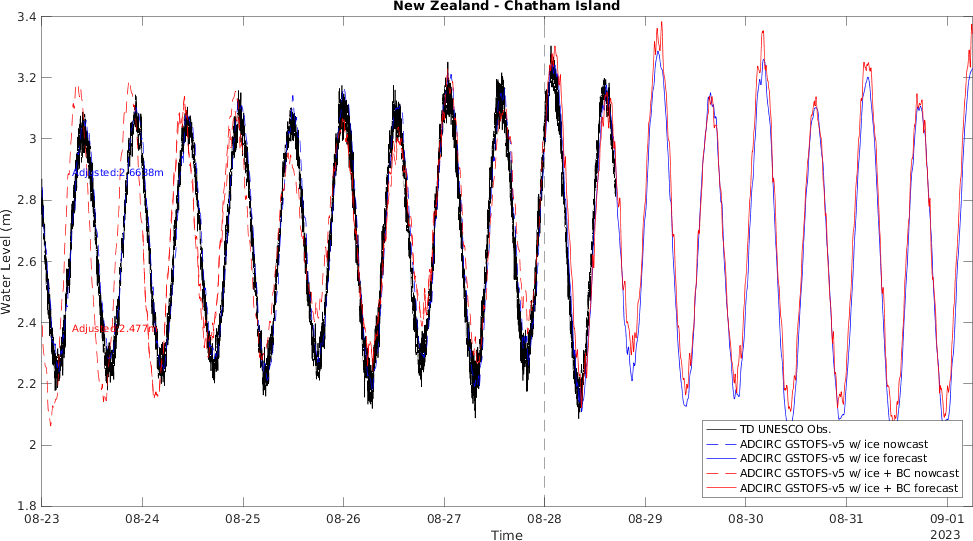 New Zealand - Chatham Island
3.4
3.2
3
2.8
2.6
2.4
2.2
2
1.8
Water Level (m)
Adjusted:2.6638m
Adjusted:2.477m
TD UNESCO Obs.
ADCIRC GSTOFS-v5 w/ ice nowcast
ADCIRC GSTOFS-v5 w/ ice forecast
ADCIRC GSTOFS-v5 w/ ice + BC nowcast
ADCIRC GSTOFS-v5 w/ ice + BC forecast
08-23 08-24 08-25 08-26 08-27 08-28 08-29 08-30 08-31 09-01
2023
Time